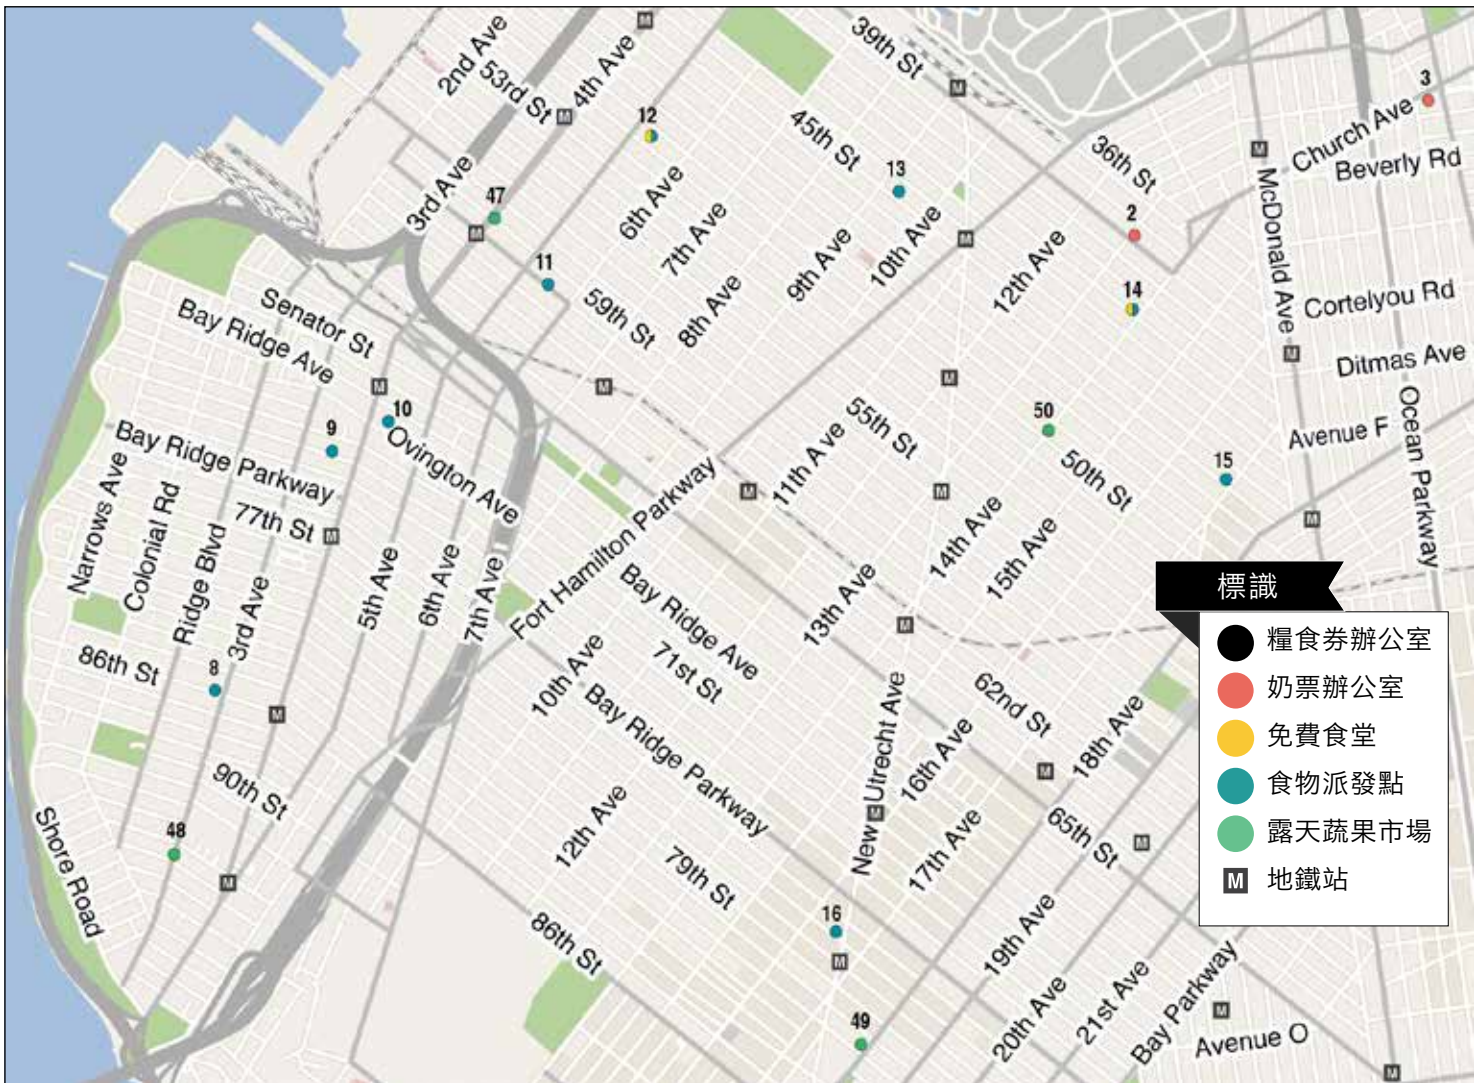 2nd Ave
53rd St
4th Ave
39th St
3
12
45th St
36th St
Church Ave
Beverly Rd
13
3rd Ave
47
6th Ave
7th Ave
2
McDonald Ave
10th Ave
9th Ave
12th Ave
11
59th St
8th Ave
14
Cortelyou Rd
Senator St
Bay Ridge Ave
Ditmas Ave
10
9
55th St
50
Ocean Parkway
Avenue F
Bay Ridge Parkway
Ovington Ave
11th Ave
50th St
15
Narrows Ave
Colonial Rd
77th St
Fort Hamilton Parkway
14th Ave
15th Ave
Ridge Blvd
3rd Ave
5th Ave
6th Ave
7th Ave
Bay Ridge Ave
13th Ave
標識
糧食券辦公室
奶票辦公室
免費食堂
食物派發點
露天蔬果市場
M 地鐵站
86th St
8
10th Ave
71st St
Bay Ridge Parkway
62nd St
New Utrecht Ave
16th Ave
18th Ave
90th St
48
Shore Road
12th Ave
79th St
17th Ave
65th St
86th St
16
19th Ave
49
20th Ave
21st Ave
Bay Parkway
Avenue O